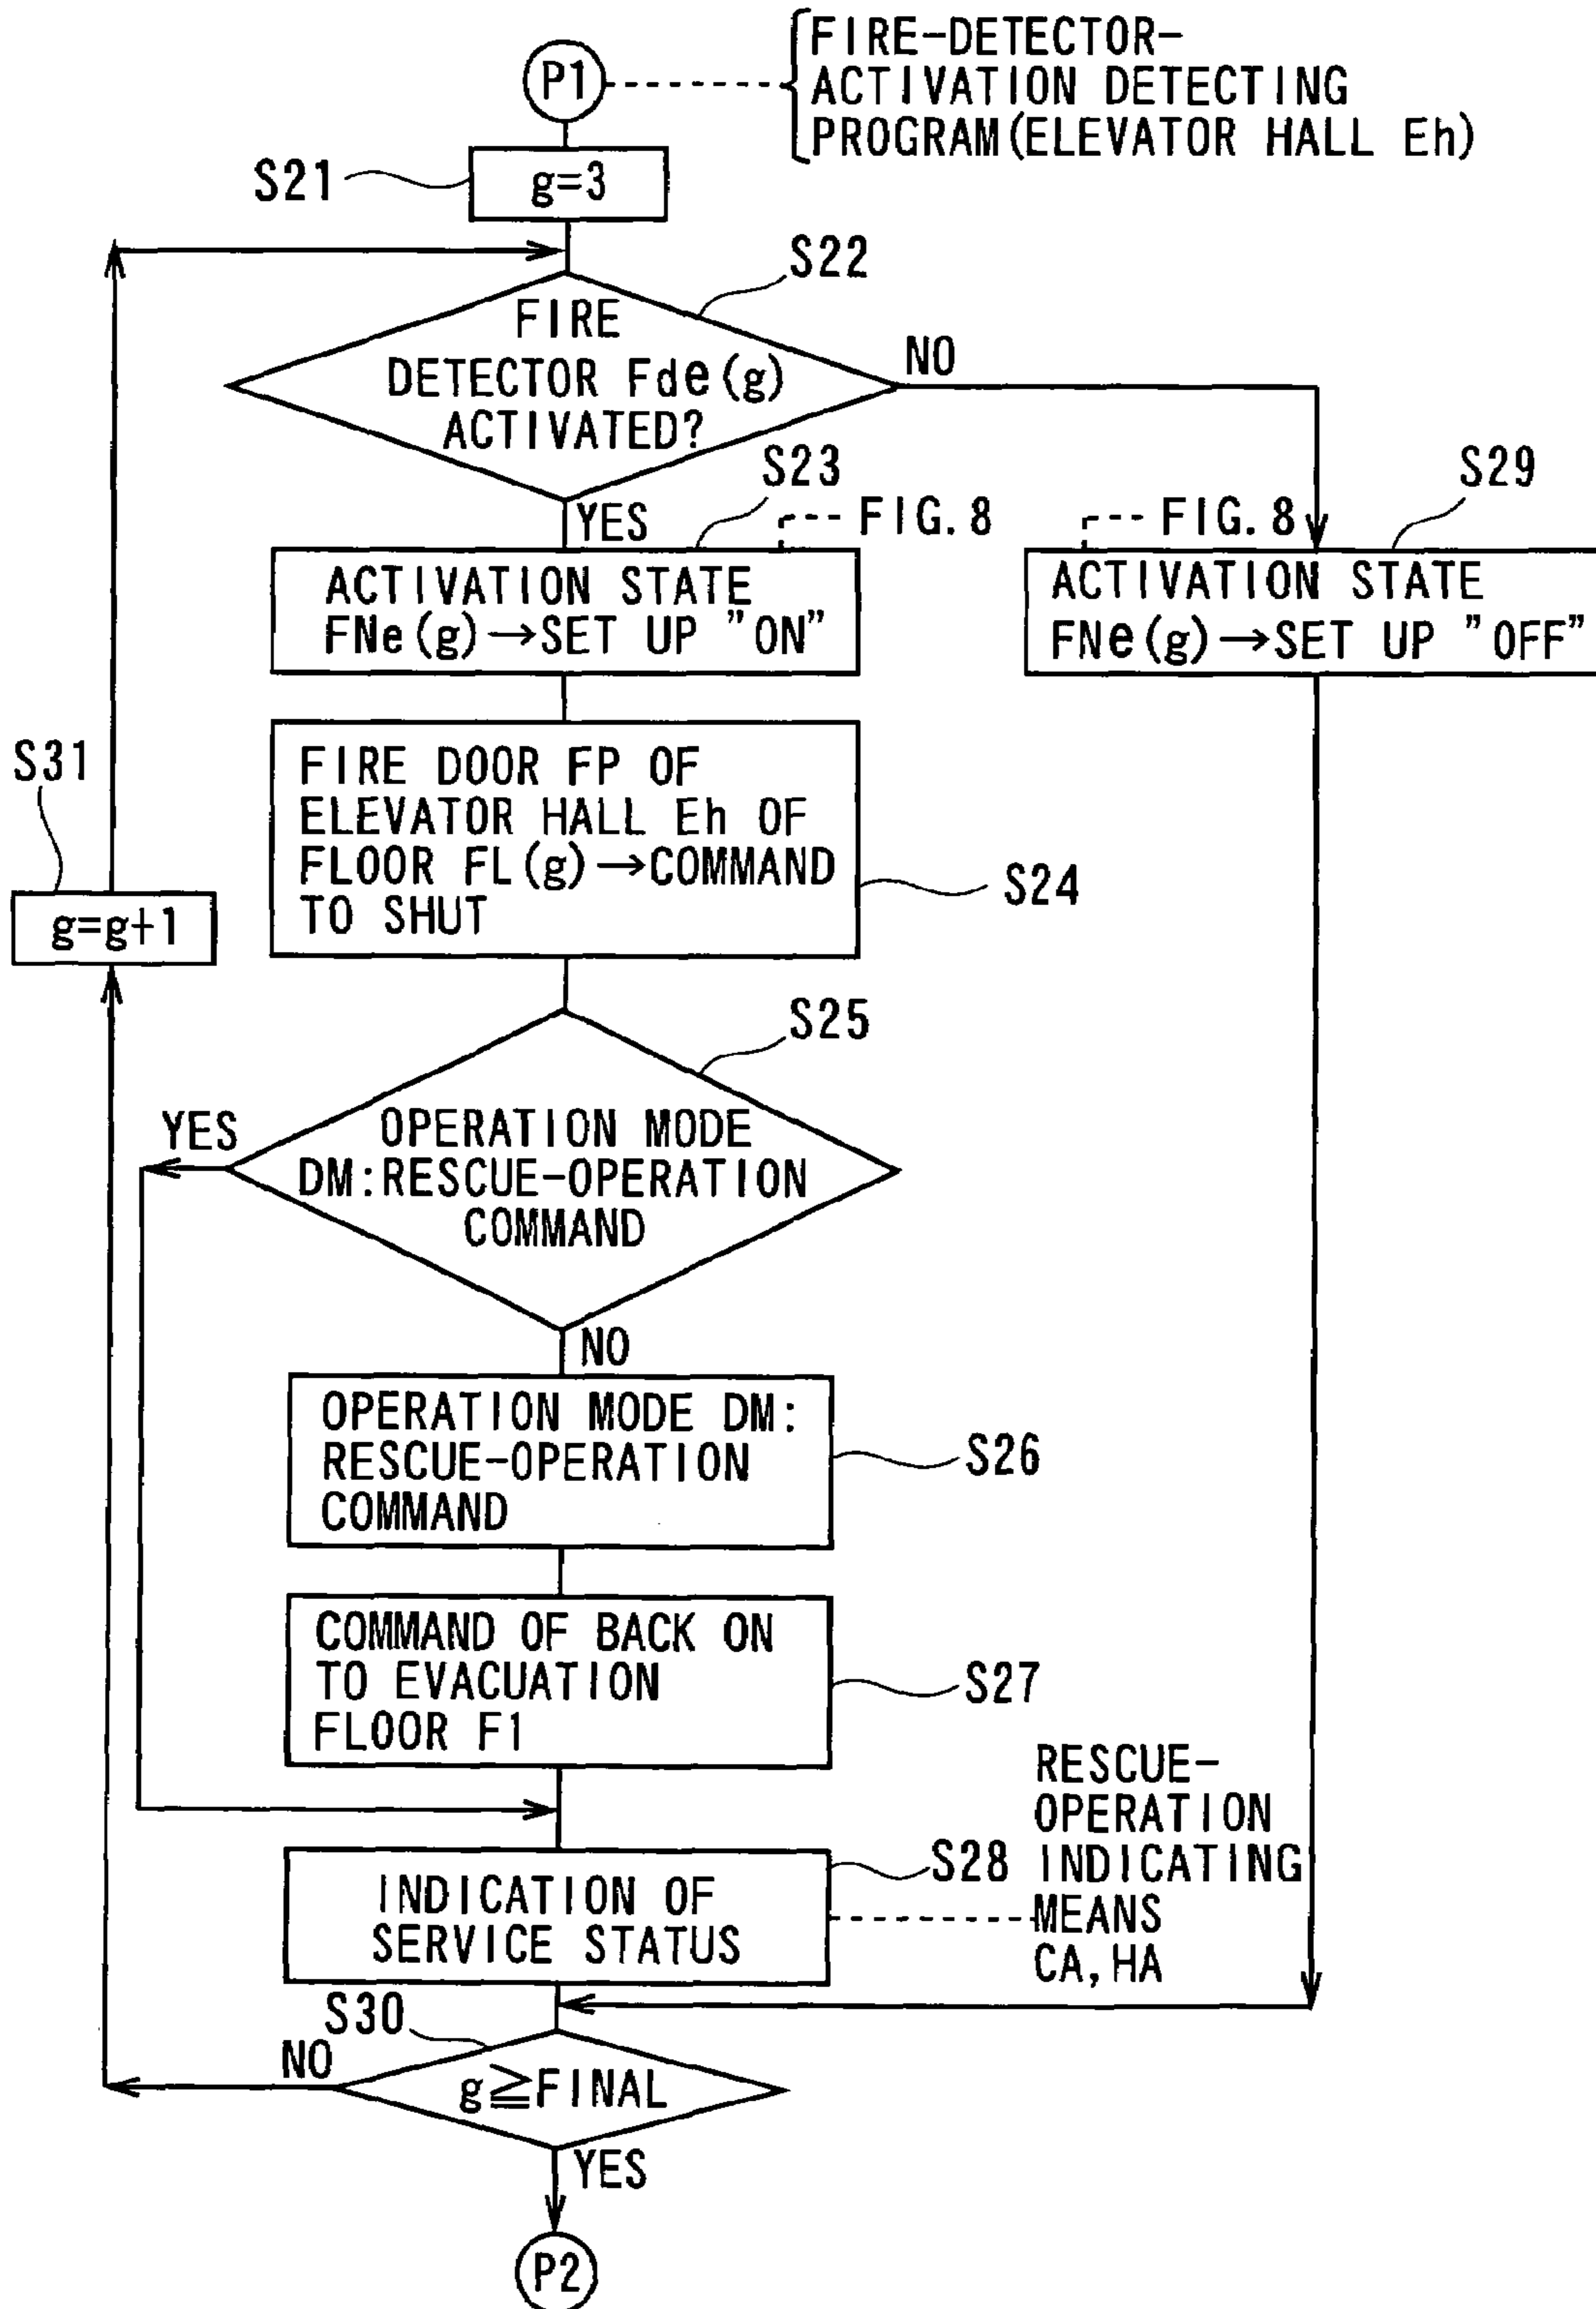 P1
FIRE-DETECTOR-
ACTIVATION DETECTING
PROGRAM(ELEVATOR HALL Eh)
S21
g=3
S22
FIRE
DETECTOR Fde(g)
ACTIVATED?
NO
S23
S29
YES
FIG.8
FIG.8
ACTIVATION STATE
FNe(g)→SET UP "ON"
ACTIVATION STATE
FNe(g)→SET UP "OFF"
S31
g=g+1
FIRE DOOR FP OF
ELEVATOR HALL Eh OF
FLOOR FL(g)→COMMAND
TO SHUT
S24
S25
YES
OPERATION MODE
DM:RESCUE-OPERATION
COMMAND
NO
OPERATION MODE DM:
RESCUE-OPERATION
COMMAND
S26
COMMAND OF BACK ON
TO EVACUATION
FLOOR F1
S27
RESCUE-
OPERATION
INDICATING
MEANS
CA,HA
S28
INDICATION OF
SERVICE STATUS
S30
NO
g≧FINAL
YES
P2